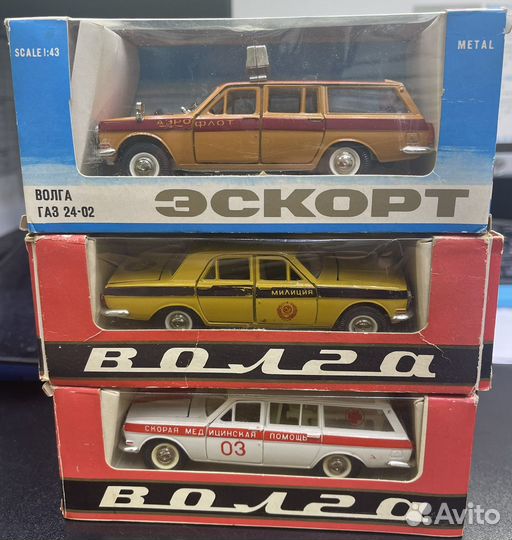 SCALE 1:43
METAL
АЭРОФЛОТ
ВОЛГА
ГАЗ 24-02
ЭСКОРТ
МИЛИЦИЯ
ВОЛГА
СКОРАЯ МЕДИЦИНСКАЯ ПОМОЩЬ
03
ВОЛГА
Avito